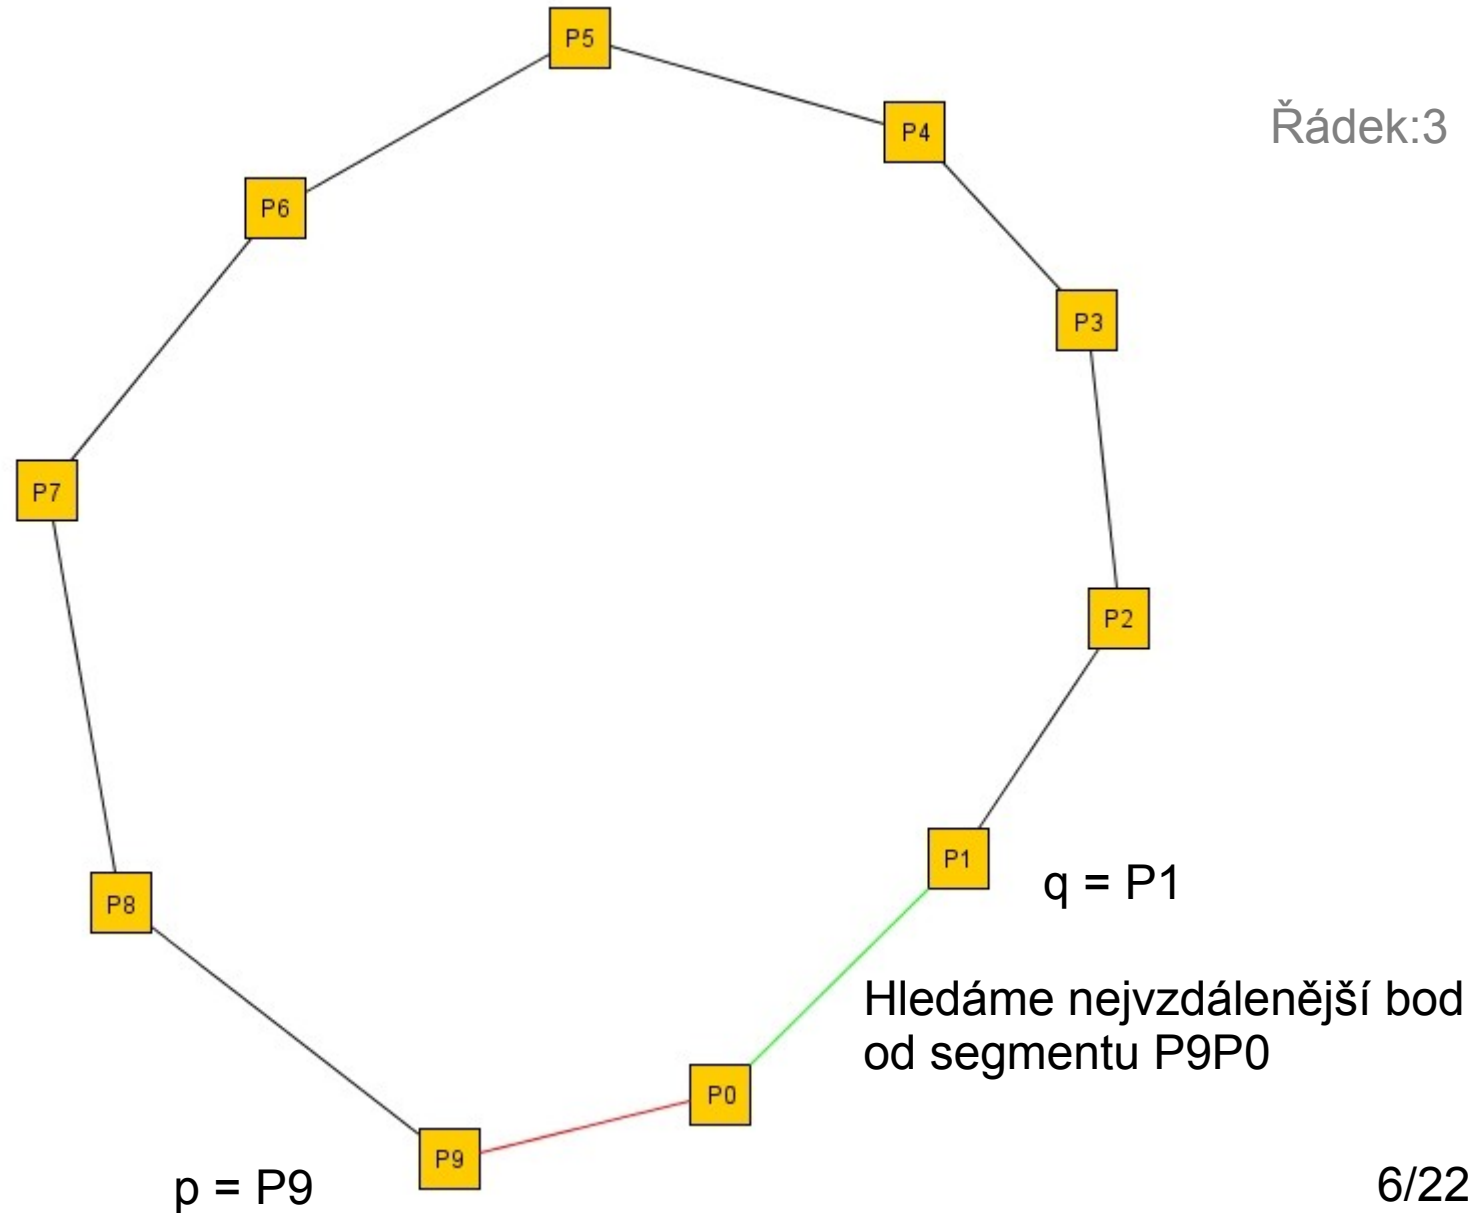 P5
Řádek:3
P4
P6
P3
P7
P2
P1
q = P1
P8
Hledáme nejvzdálenější bod
od segmentu P9P0
P0
P9
p = P9
6/22